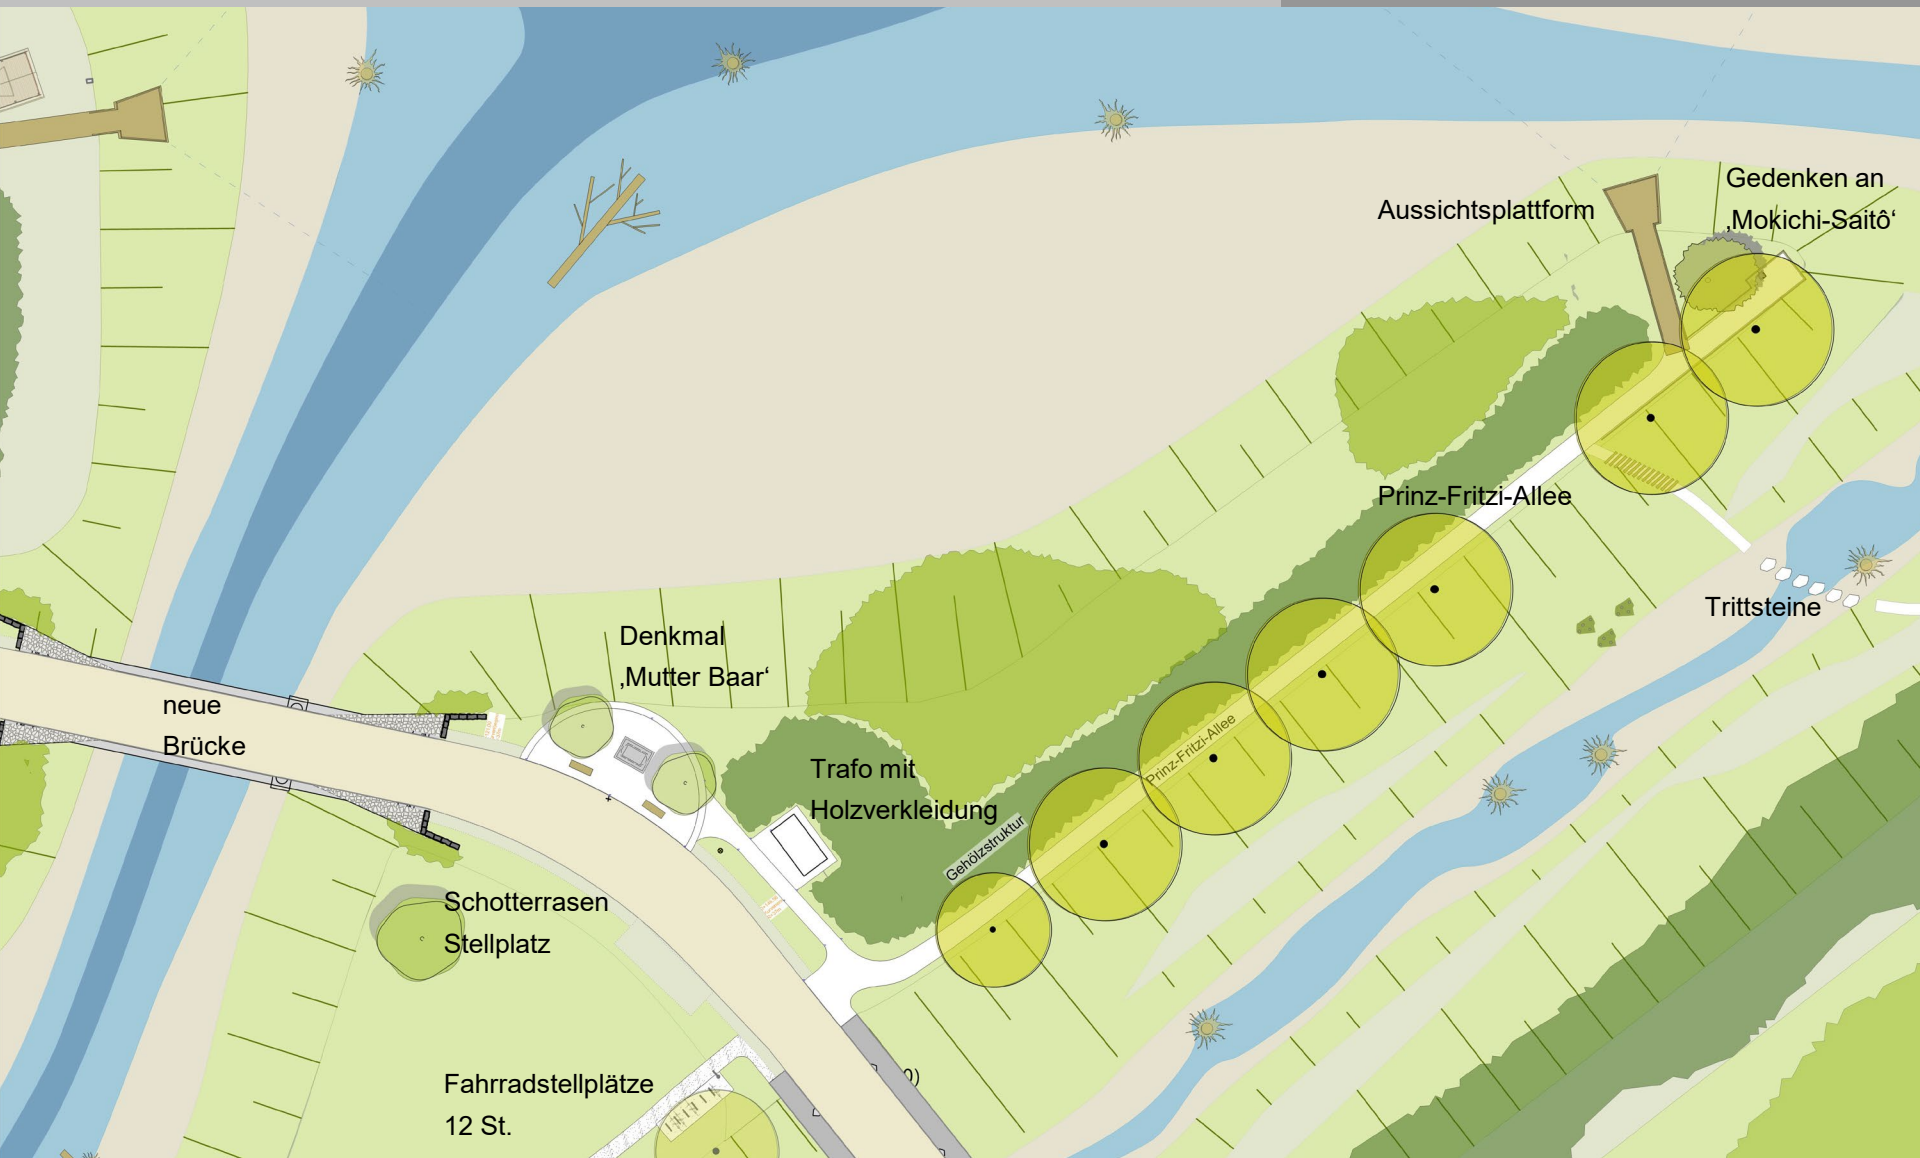 Gedenken an
‚Mokichi-Saitô‘
Aussichtsplattform
Prinz-Fritzi-Allee
Trittsteine
Denkmal
‚Mutter Baar‘
neue
Brücke
Prinz-Fritzi-Allee
Trafo mit
Holzverkleidung
Gehölzstruktur
Schotterrasen
Stellplatz
Fahrradstellplätze
12 St.
0)